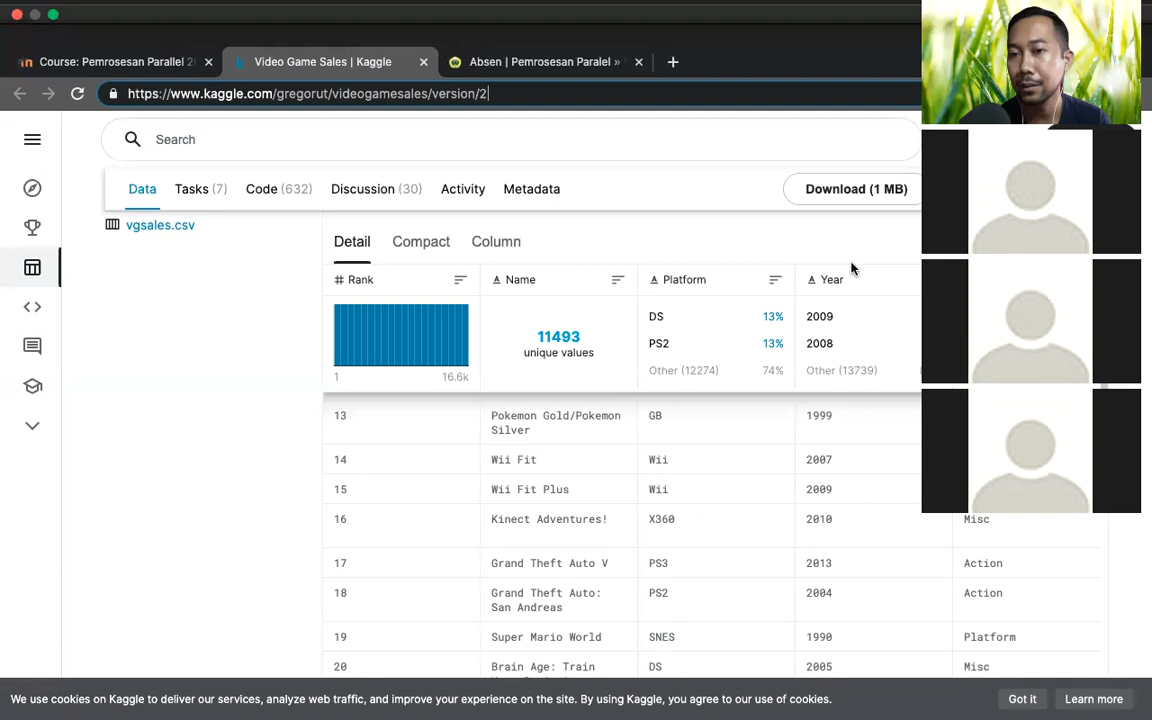 Course: Pemrosesan Parallel 2
Video Game Sales | Kaggle
Absen | Pemrosesan Paralel »
https://www.kaggle.com/gregorut/videogamesales/version/2
Search
Data
Tasks (7)
Code (632)
Discussion (30)
Activity
Metadata
Download (1 MB)
vgsales.csv
Detail
Compact
Column
# Rank
Name
Platform
Year
1
16.6k
11493
unique values
DS 13%
PS2 13%
Other (12274) 74%
2009
2008
Other (13739)
13 Pokemon Gold/Pokemon Silver GB 1999
14 Wii Fit Wii 2007
15 Wii Fit Plus Wii 2009
16 Kinect Adventures! X360 2010 Misc
17 Grand Theft Auto V PS3 2013 Action
18 Grand Theft Auto: San Andreas PS2 2004 Action
19 Super Mario World SNES 1990 Platform
20 Brain Age: Train DS 2005 Misc
We use cookies on Kaggle to deliver our services, analyze web traffic, and improve your experience on the site. By using Kaggle, you agree to our use of cookies.
Got it
Learn more